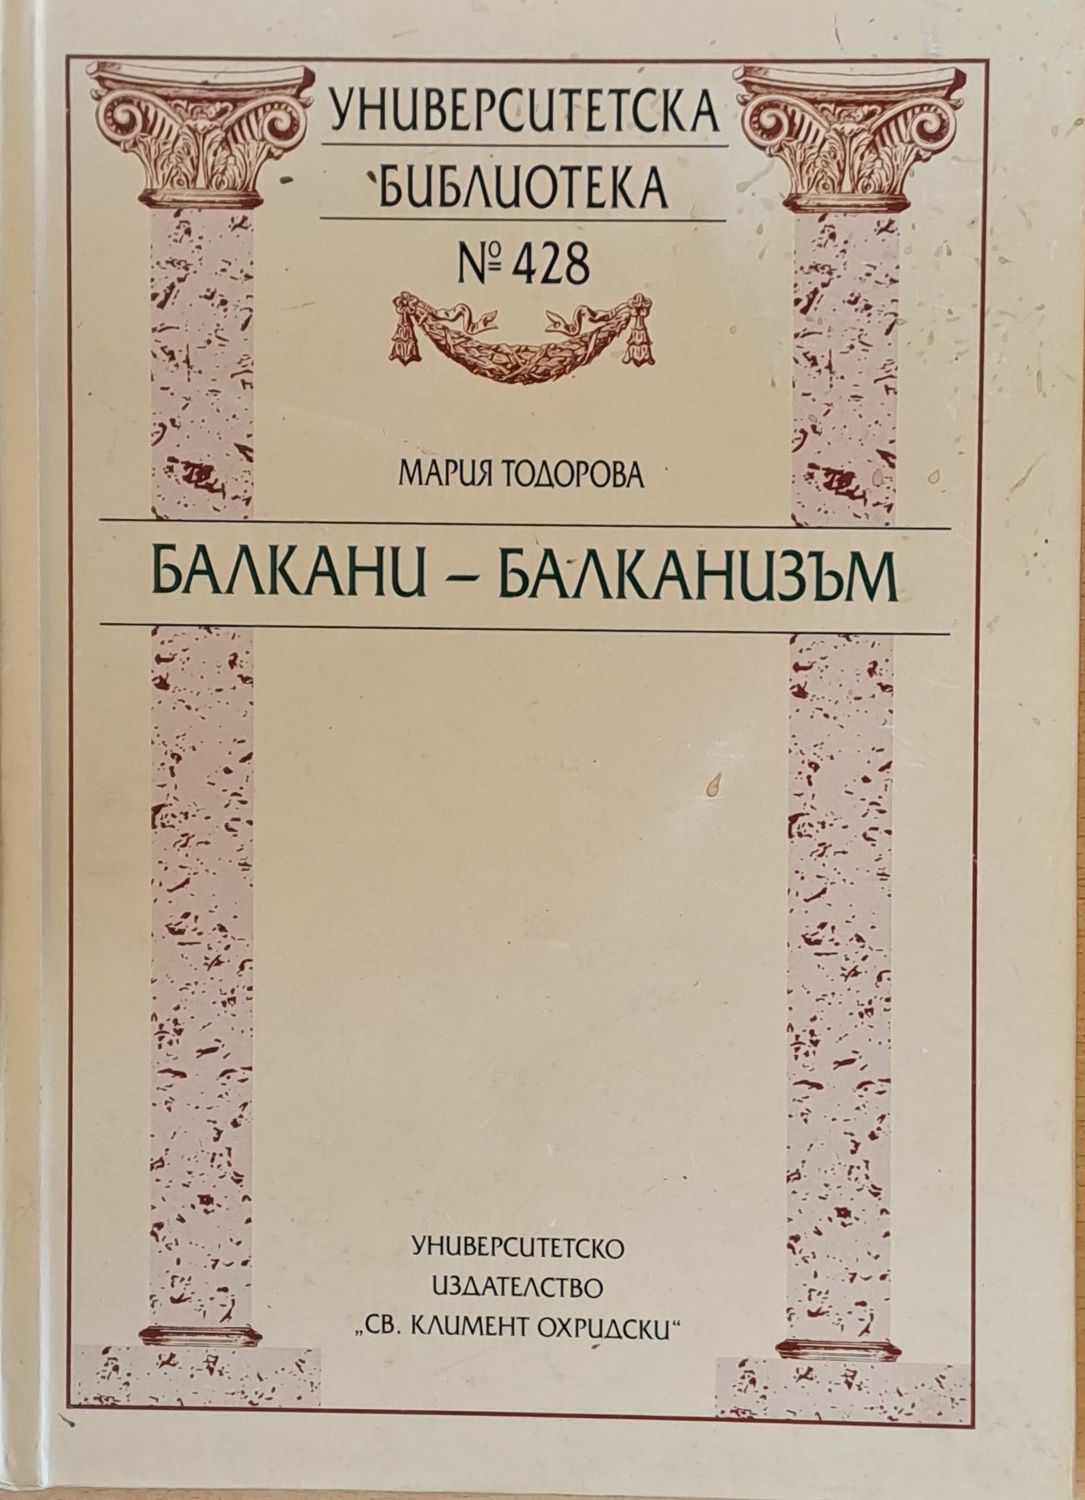 УНИВЕРСИТЕТСКА
БИБЛИОТЕКА
№ 428
МАРИЯ ТОДОРОВА
БАЛКАНИ – БАЛКАНИЗЪМ
УНИВЕРСИТЕТСКО
ИЗДАТЕЛСТВО
„СВ. КЛИМЕНТ ОХРИДСКИ“